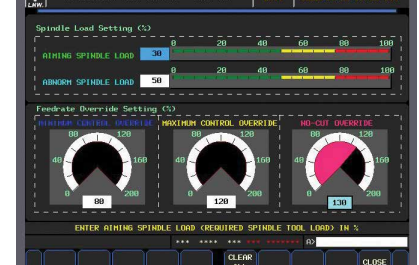 Spindle Load Setting (%)
0 20 40 60 80 100
AIMING SPINDLE LOAD 30
0 20 40 60 80 100
ABNORM SPINDLE LOAD 50
Feedrate Override Setting (%)
MINIMUM CONTROL OVERRIDE MAXIMUM CONTROL OVERRIDE NO-CUT OVERRIDE
80 120 80 120 80 120
40 160 40 160 40 160
0 200 0 200 0 200
80 120 130
ENTER AIMING SPINDLE LOAD (REQUIRED SPINDLE TOOL LOAD) IN %
*** **** *** *** ******* A>
CLEAR
CLOSE